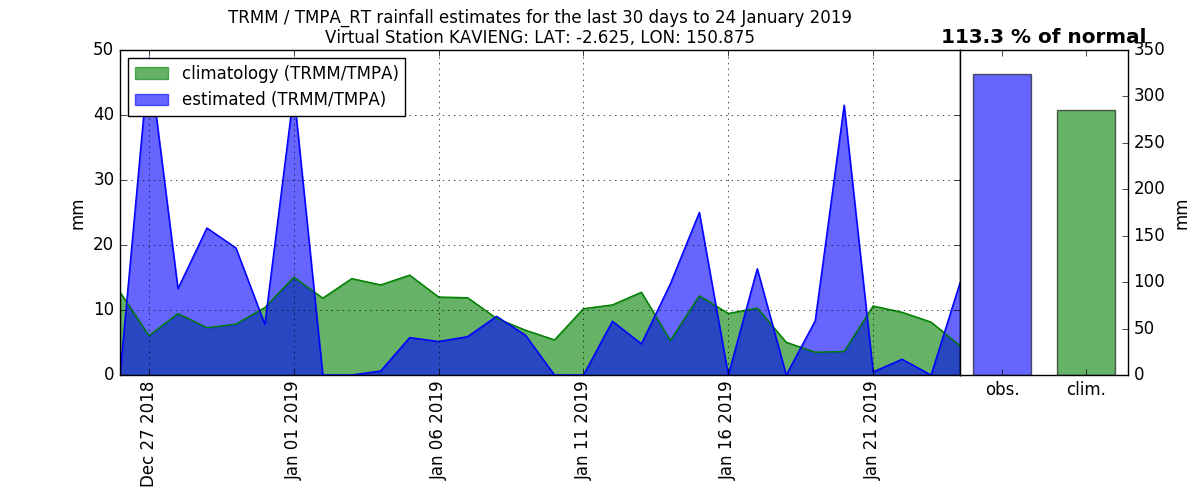 TRMM / TMPA_RT rainfall estimates for the last 30 days to 24 January 2019
Virtual Station KAVIENG: LAT: -2.625, LON: 150.875
113.3 % of normal
climatology (TRMM/TMPA)
estimated (TRMM/TMPA)
50
40
30
20
10
0
mm
Dec 27 2018
Jan 01 2019
Jan 06 2019
Jan 11 2019
Jan 16 2019
Jan 21 2019
obs.
clim.
350
300
250
200
150
100
50
0
mm